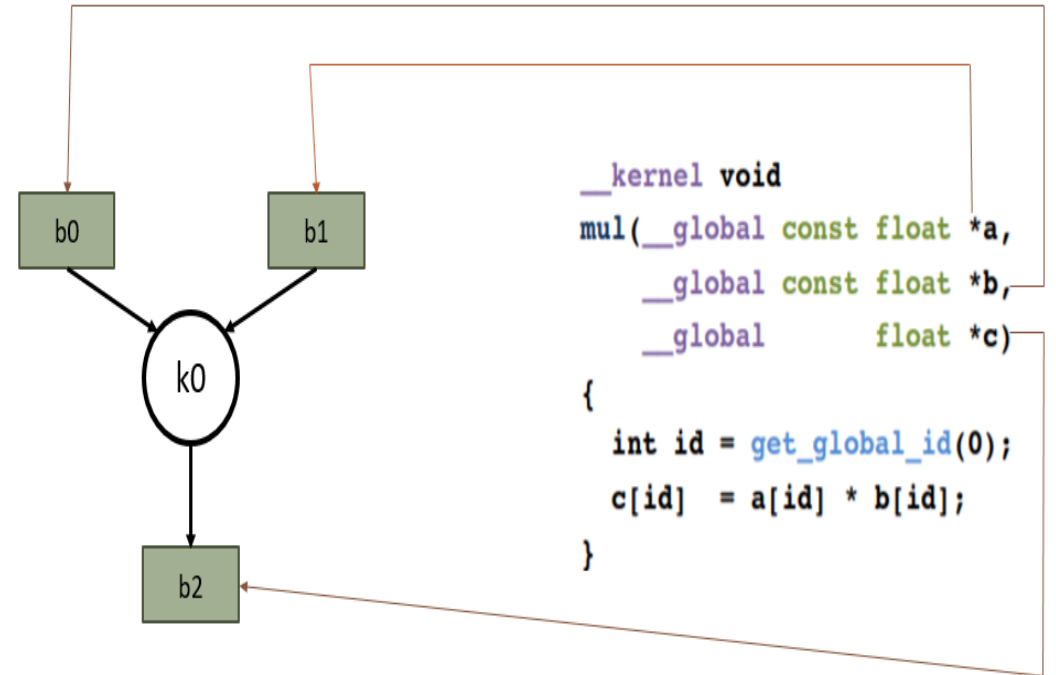 b0
b1
k0
b2
__kernel void
mul(__global const float *a,
__global const float *b,
__global float *c)
{
int id = get_global_id(0);
c[id] = a[id] * b[id];
}